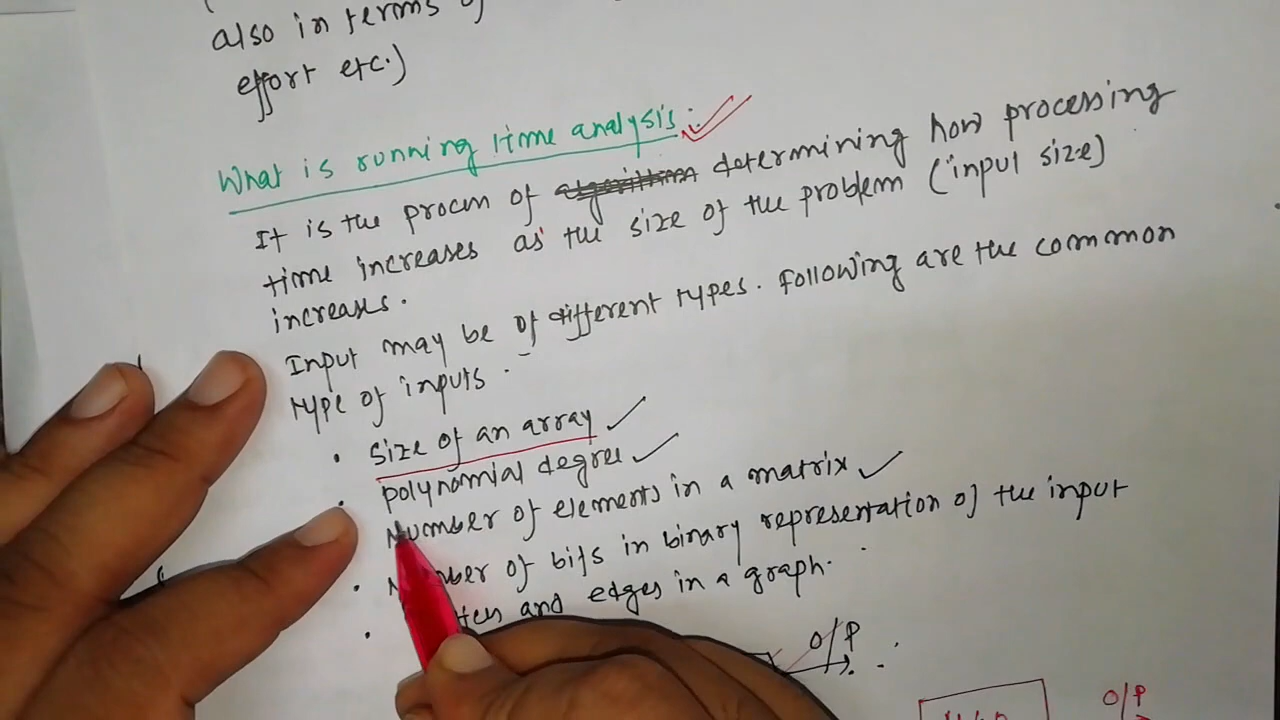 also in terms of
effort etc.)
What is running time analysis :-
It is the process of determining how processing
time increases as the size of the problem (input size)
increases.
Input may be of different types. Following are the common
type of inputs.
• Size of an array ✓
• polynomial degree ✓
Number of elements in a matrix ✓
• Number of bits in binary representation of the input
• and edges in a graph.
O/P
O/P